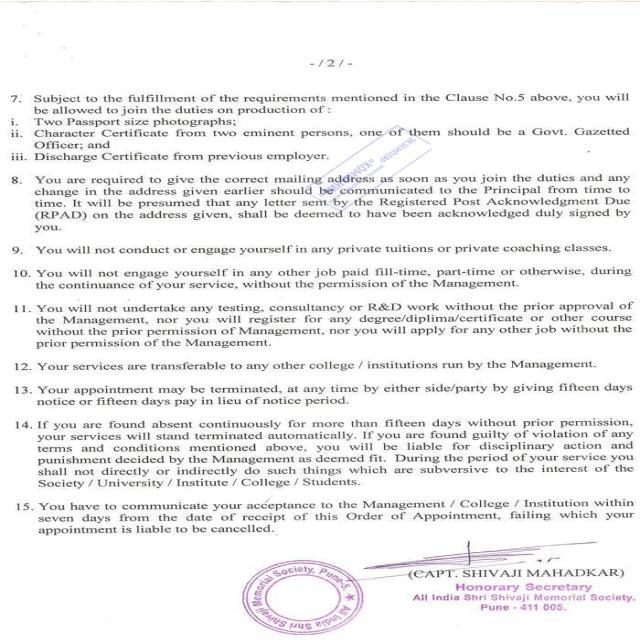 - / 2 / -
7. Subject to the fulfillment of the requirements mentioned in the Clause No.5 above, you will
be allowed to join the duties on production of :
i. Two Passport size photographs;
ii. Character Certificate from two eminent persons, one of them should be a Govt. Gazetted
Officer; and
iii. Discharge Certificate from previous employer.
8. You are required to give the correct mailing address as soon as you join the duties and any
change in the address given earlier should be communicated to the Principal from time to
time. It will be presumed that any letter sent by the Registered Post Acknowledgment Due
(RPAD) on the address given, shall be deemed to have been acknowledged duly signed by
you.
9. You will not conduct or engage yourself in any private tuitions or private coaching classes.
10. You will not engage yourself in any other job paid fill-time, part-time or otherwise, during
the continuance of your service, without the permission of the Management.
11. You will not undertake any testing, consultancy or R&D work without the prior approval of
the Management, nor you will register for any degree/diploma/certificate or other course
without the prior permission of Management, nor you will apply for any other job without the
prior permission of the Management.
12. Your services are transferable to any other college / institutions run by the Management.
13. Your appointment may be terminated, at any time by either side/party by giving fifteen days
notice or fifteen days pay in lieu of notice period.
14. If you are found absent continuously for more than fifteen days without prior permission,
your services will stand terminated automatically. If you are found guilty of violation of any
terms and conditions mentioned above, you will be liable for disciplinary action and
punishment decided by the Management as deemed fit. During the period of your service you
shall not directly or indirectly do such things which are subversive to the interest of the
Society / University / Institute / College / Students.
15. You have to communicate your acceptance to the Management / College / Institution within
seven days from the date of receipt of this Order of Appointment, failing which your
appointment is liable to be cancelled.
All India Shri Shivaji Memorial Society, Pune-5.
(CAPT. SHIVAJI MAHADKAR)
Honorary Secretary
All India Shri Shivaji Memorial Society,
Pune - 411 005.